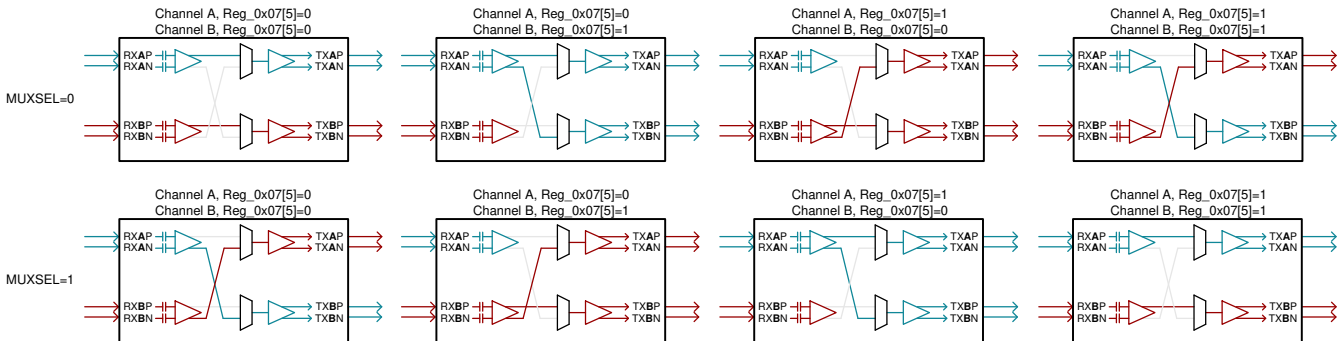 Channel A, Reg_0x07[5]=0 Channel A, Reg_0x07[5]=0 Channel A, Reg_0x07[5]=1 Channel A, Reg_0x07[5]=1
Channel B, Reg_0x07[5]=0 Channel B, Reg_0x07[5]=1 Channel B, Reg_0x07[5]=0 Channel B, Reg_0x07[5]=1
RXAP TXAP RXAP TXAP RXAP TXAP RXAP TXAP
RXAN TXAN RXAN TXAN RXAN TXAN RXAN TXAN
MUXSEL=0
RXBP TXBP RXBP TXBP RXBP TXBP RXBP TXBP
RXBN TXBN RXBN TXBN RXBN TXBN RXBN TXBN
Channel A, Reg_0x07[5]=0 Channel A, Reg_0x07[5]=0 Channel A, Reg_0x07[5]=1 Channel A, Reg_0x07[5]=1
Channel B, Reg_0x07[5]=0 Channel B, Reg_0x07[5]=1 Channel B, Reg_0x07[5]=0 Channel B, Reg_0x07[5]=1
RXAP TXAP RXAP TXAP RXAP TXAP RXAP TXAP
RXAN TXAN RXAN TXAN RXAN TXAN RXAN TXAN
MUXSEL=1
RXBP TXBP RXBP TXBP RXBP TXBP RXBP TXBP
RXBN TXBN RXBN TXBN RXBN TXBN RXBN TXBN